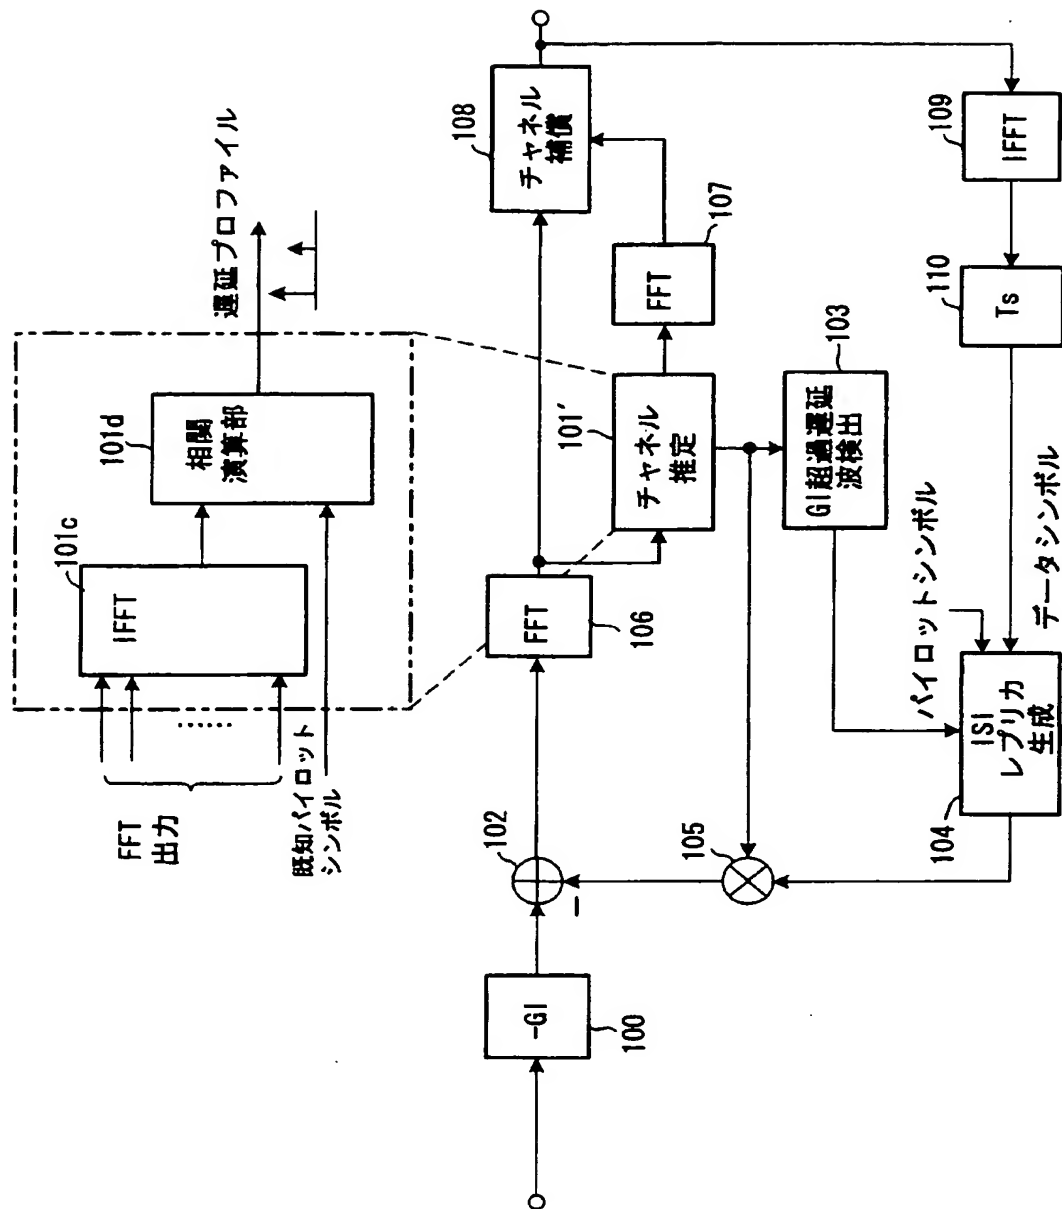 FFT
出力
既知パイロット
シンボル
......
101c
IFFT
101d
相関
演算部
遅延プロファイル
-GI
100
102
−
FFT
106
101′
チャネル
推定
FFT
107
108
チャネル
補償
105
103
GI超過遅延
波検出
104
ISI
レプリカ
生成
パイロットシンボル
データシンボル
110
Ts
109
IFFT